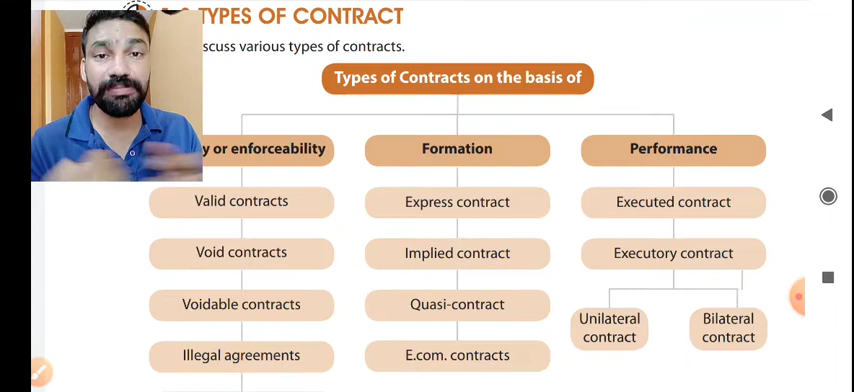 TYPES OF CONTRACT
scuss various types of contracts.
Types of Contracts on the basis of
y or enforceability
Formation
Performance
Valid contracts
Express contract
Executed contract
Void contracts
Implied contract
Executory contract
Voidable contracts
Quasi-contract
Unilateral
contract
Bilateral
contract
Illegal agreements
E.com. contracts